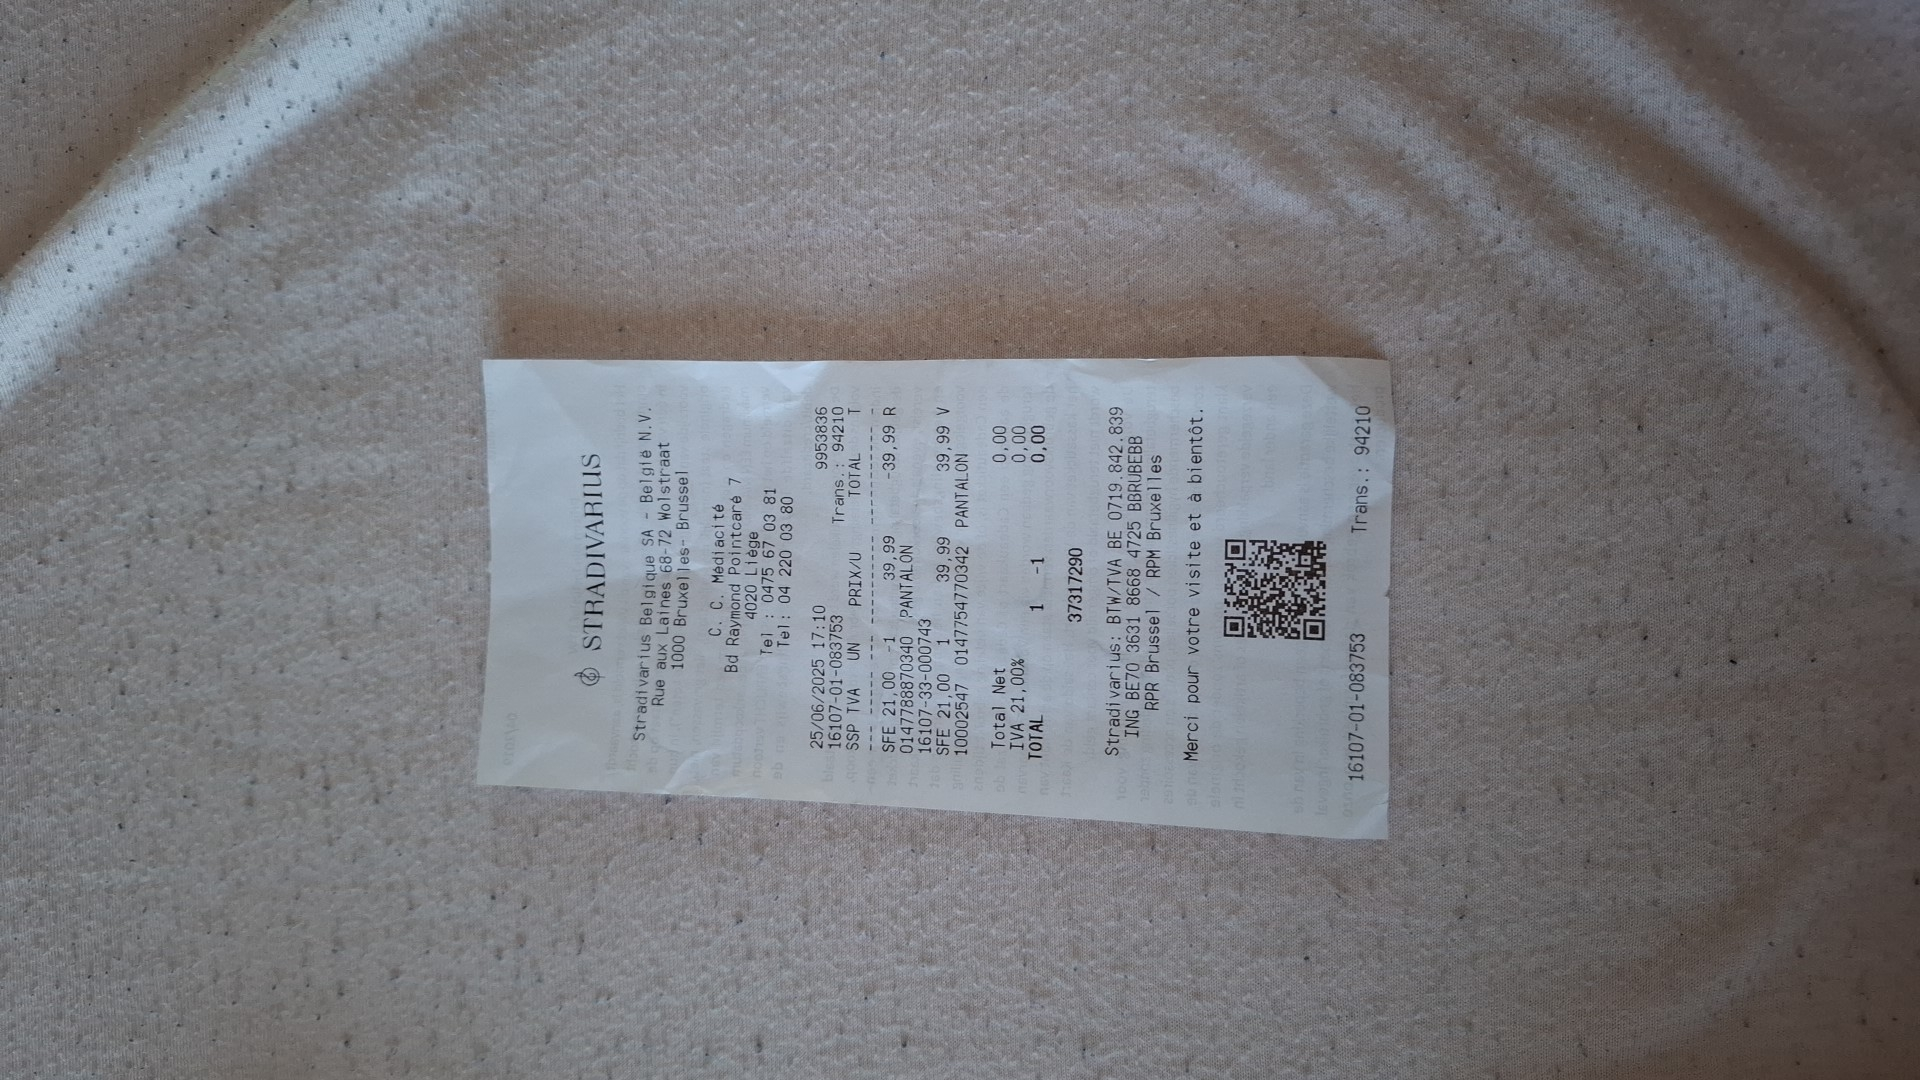 STRADIVARIUS
Stradivarius Belgique SA - België N.V.
Rue aux Laines 68-72 Wolstraat
1000 Bruxelles- Brussel
C. C. Médiacité
Bd Raymond Pointcaré 7
4020 Liège
Tel : 0475 67 03 81
Tel: 04 220 03 80
25/06/2025 17:10 9953836
16107-01-083753 Trans.: 94210
SSP TVA UN PRIX/U TOTAL T
SFE 21,00 -1 39,99 -39,99 R
01477888870340 PANTALON
16107-33-000743
SFE 21,00 1 39,99 39,99 V
10002547 01477547770342 PANTALON
Total Net 0,00
IVA 21,00% 0,00
TOTAL 1 -1 0,00
37317290
Stradivarius: BTW/TVA BE 0719.842.839
ING BE70 3631 8668 4725 BBRUBEBB
RPR Brussel / RPM Bruxelles
Merci pour votre visite et à bientôt.
16107-01-083753 Trans.: 94210